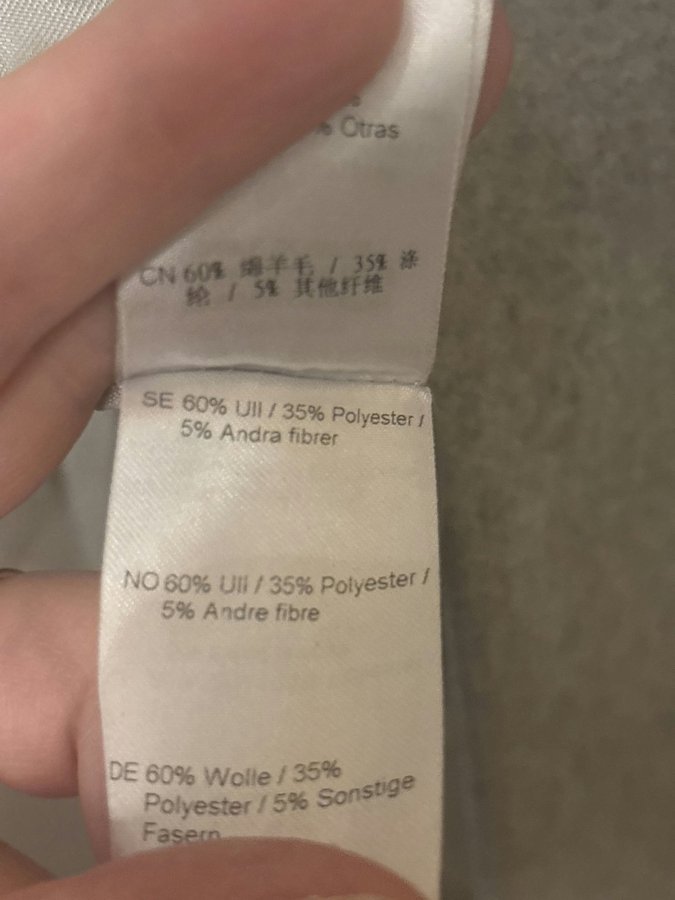 % Otras
CN 60% 绵羊毛 / 35% 涤
纶 / 5% 其他纤维
SE 60% Ull / 35% Polyester /
5% Andra fibrer
NO 60% Ull / 35% Polyester /
5% Andre fibre
DE 60% Wolle / 35%
Polyester / 5% Sonstige
Fasern